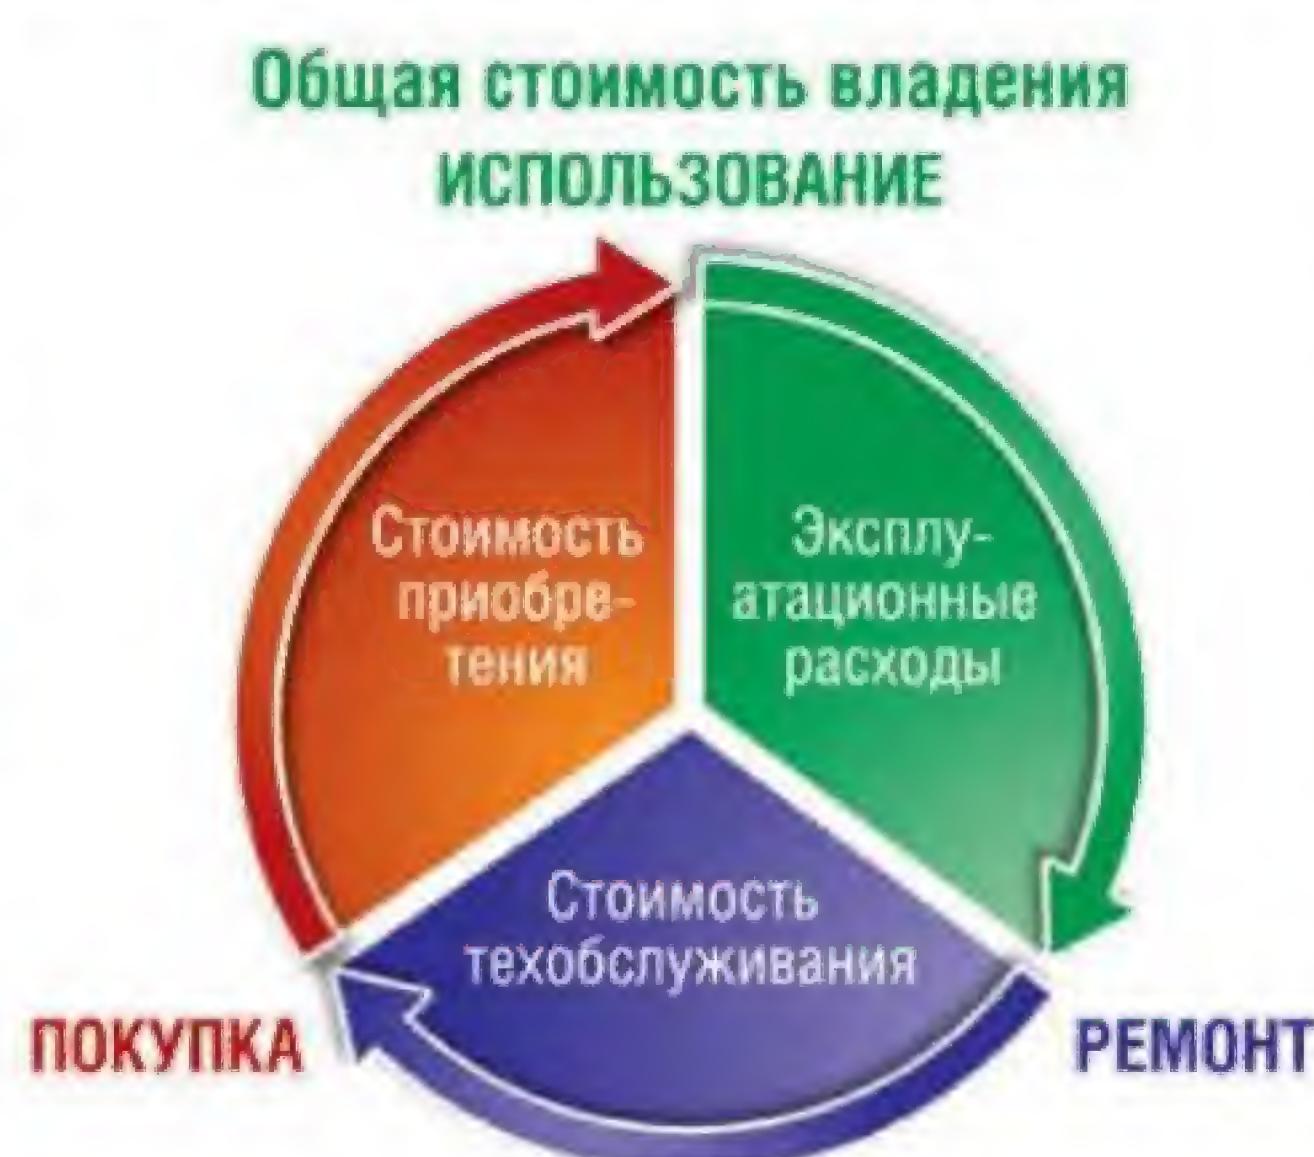 Общая стоимость владения
ИСПОЛЬЗОВАНИЕ
Стоимость
приобре-
тения
Эксплу-
атационные
расходы
Стоимость
техобслуживания
ПОКУПКА
РЕМОНТ